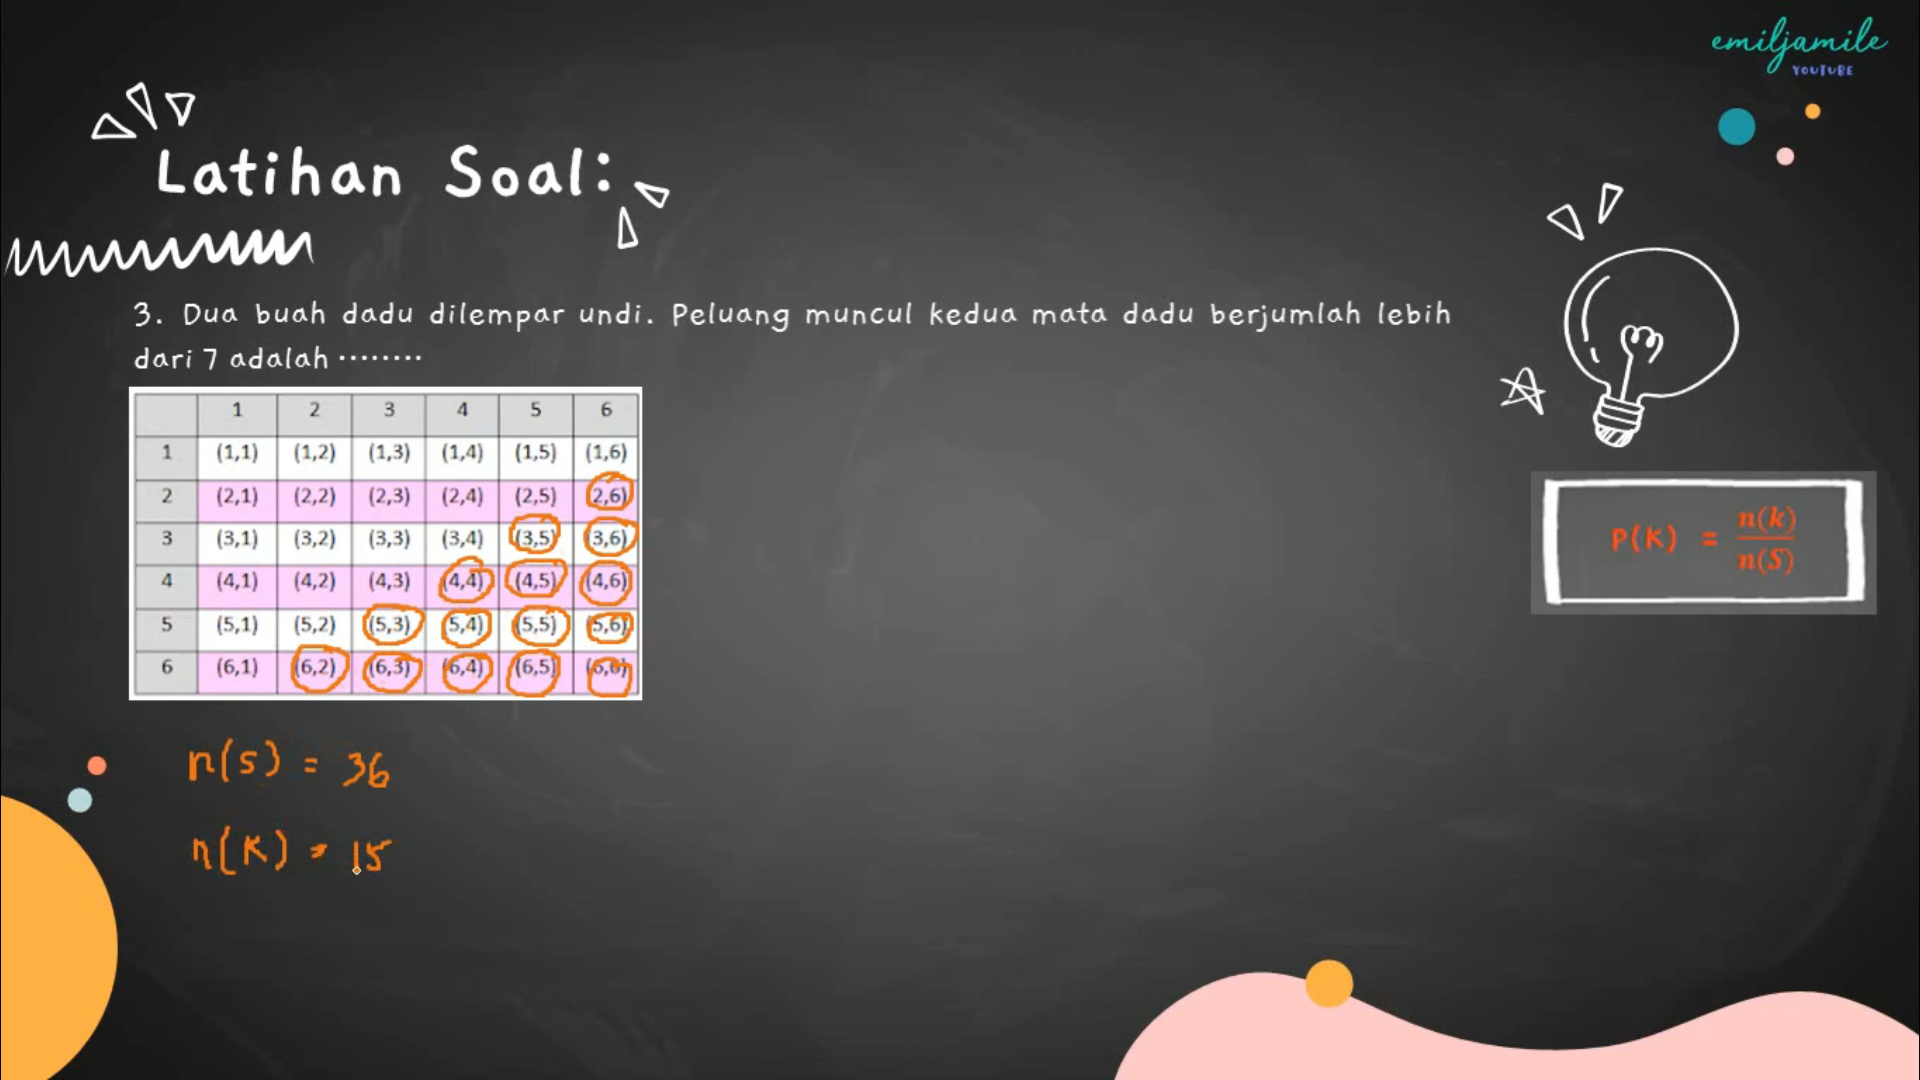 emiljamile
YOUTUBE
Latihan Soal:
3. Dua buah dadu dilempar undi. Peluang muncul kedua mata dadu berjumlah lebih
dari 7 adalah ........
1 2 3 4 5 6
1 (1,1) (1,2) (1,3) (1,4) (1,5) (1,6)
2 (2,1) (2,2) (2,3) (2,4) (2,5) (2,6)
3 (3,1) (3,2) (3,3) (3,4) (3,5) (3,6)
4 (4,1) (4,2) (4,3) (4,4) (4,5) (4,6)
5 (5,1) (5,2) (5,3) (5,4) (5,5) (5,6)
6 (6,1) (6,2) (6,3) (6,4) (6,5) (6,6)
P(K) = n(k)/n(S)
n(S) = 36
n(K) = 15